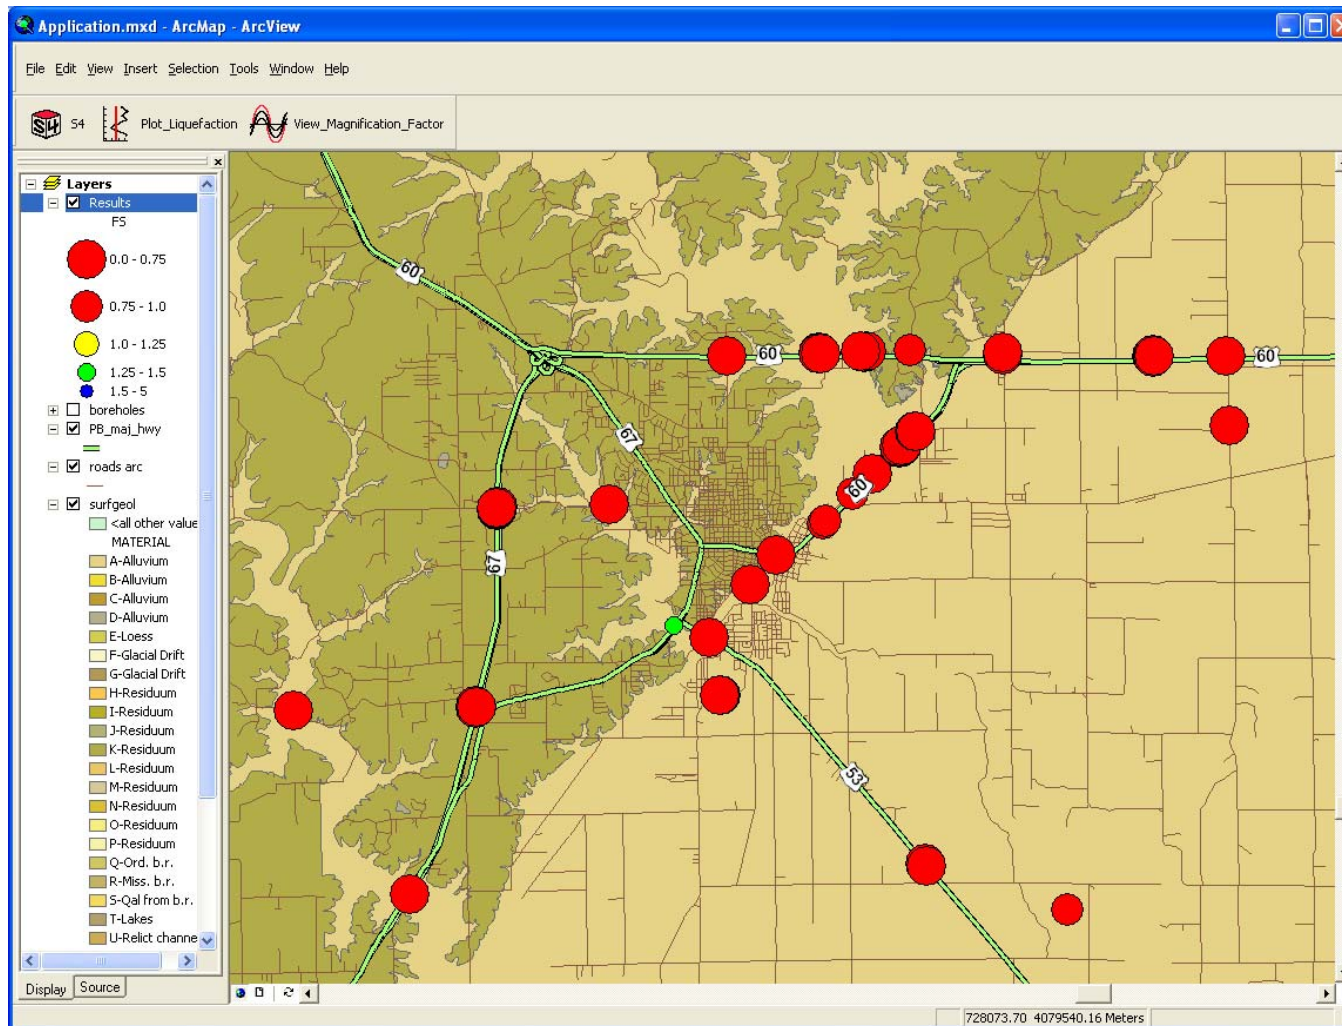 Application.mxd - ArcMap - ArcView
File Edit View Insert Selection Tools Window Help
S4 Plot_Liquefaction View_Magnification_Factor
Layers
Results
FS
0.0 - 0.75
0.75 - 1.0
1.0 - 1.25
1.25 - 1.5
1.5 - 5
boreholes
PB_maj_hwy
roads arc
surfgeol
<all other value
MATERIAL
A-Alluvium
B-Alluvium
C-Alluvium
D-Alluvium
E-Loess
F-Glacial Drift
G-Glacial Drift
H-Residuum
I-Residuum
J-Residuum
K-Residuum
L-Residuum
M-Residuum
N-Residuum
O-Residuum
P-Residuum
Q-Ord. b.r.
R-Miss. b.r.
S-Qal from b.r.
T-Lakes
U-Relict channe
Display Source
60
60
60
67
60
67
53
728073.70 4079540.16 Meters